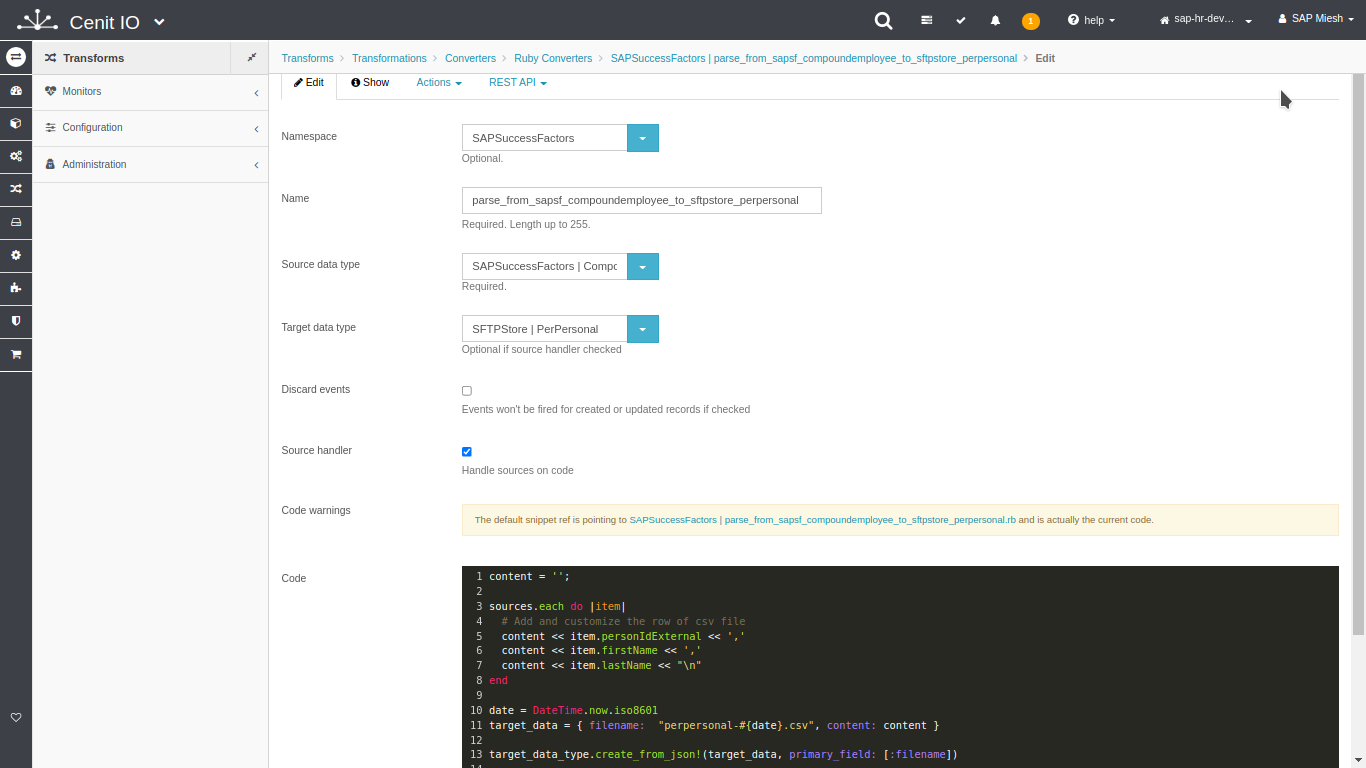 Cenit IO
1
help
sap-hr-dev...
SAP Miesh
Transforms
Monitors
Configuration
Administration
Transforms
Transformations
Converters
Ruby Converters
SAPSuccessFactors | parse_from_sapsf_compoundemployee_to_sftpstore_perpersonal
Edit
Edit
Show
Actions
REST API
Namespace
SAPSuccessFactors
Optional.
Name
parse_from_sapsf_compoundemployee_to_sftpstore_perpersonal
Required. Length up to 255.
Source data type
SAPSuccessFactors | Compo
Required.
Target data type
SFTPStore | PerPersonal
Optional if source handler checked
Discard events
Events won't be fired for created or updated records if checked
Source handler
Handle sources on code
Code warnings
The default snippet ref is pointing to SAPSuccessFactors | parse_from_sapsf_compoundemployee_to_sftpstore_perpersonal.rb and is actually the current code.
Code
1 content = '';
2
3 sources.each do |item|
4   # Add and customize the row of csv file
5   content << item.personIdExternal << ','
6   content << item.firstName << ','
7   content << item.lastName << "\n"
8 end
9
10 date = DateTime.now.iso8601
11 target_data = { filename:  "perpersonal-#{date}.csv", content: content }
12
13 target_data_type.create_from_json!(target_data, primary_field: [:filename])
14